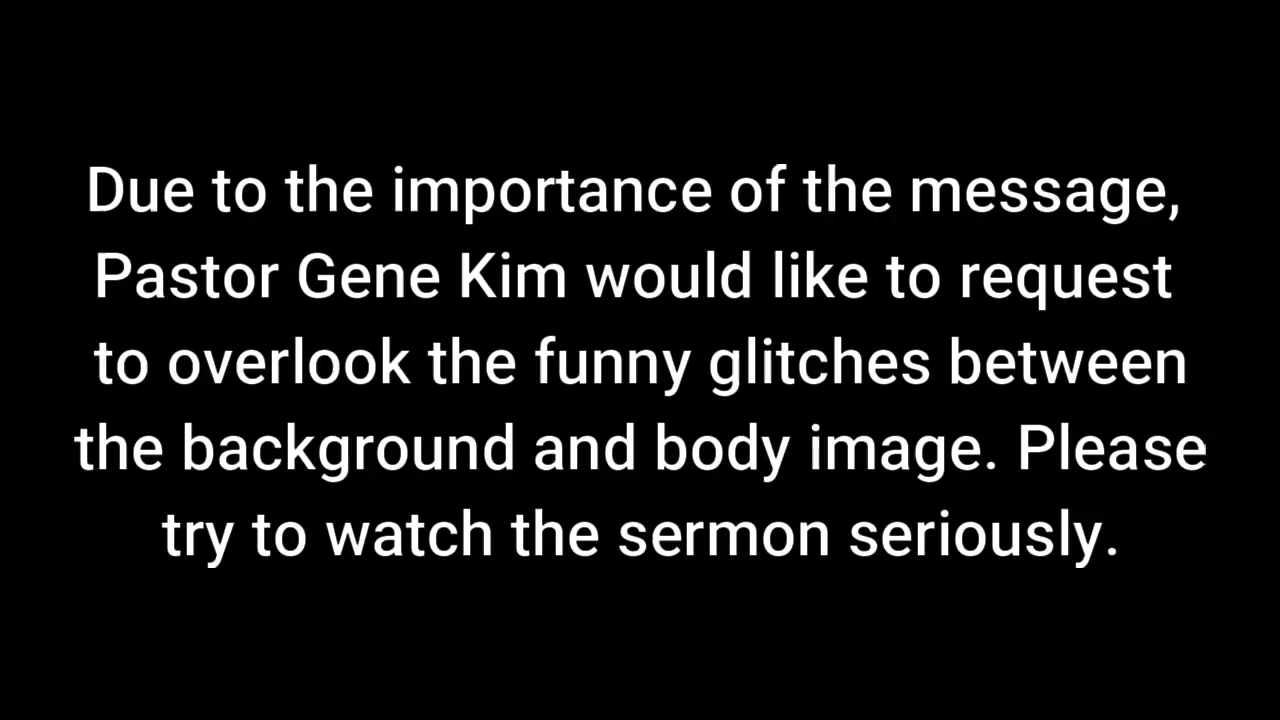 Due to the importance of the message,
Pastor Gene Kim would like to request
to overlook the funny glitches between
the background and body image. Please
try to watch the sermon seriously.